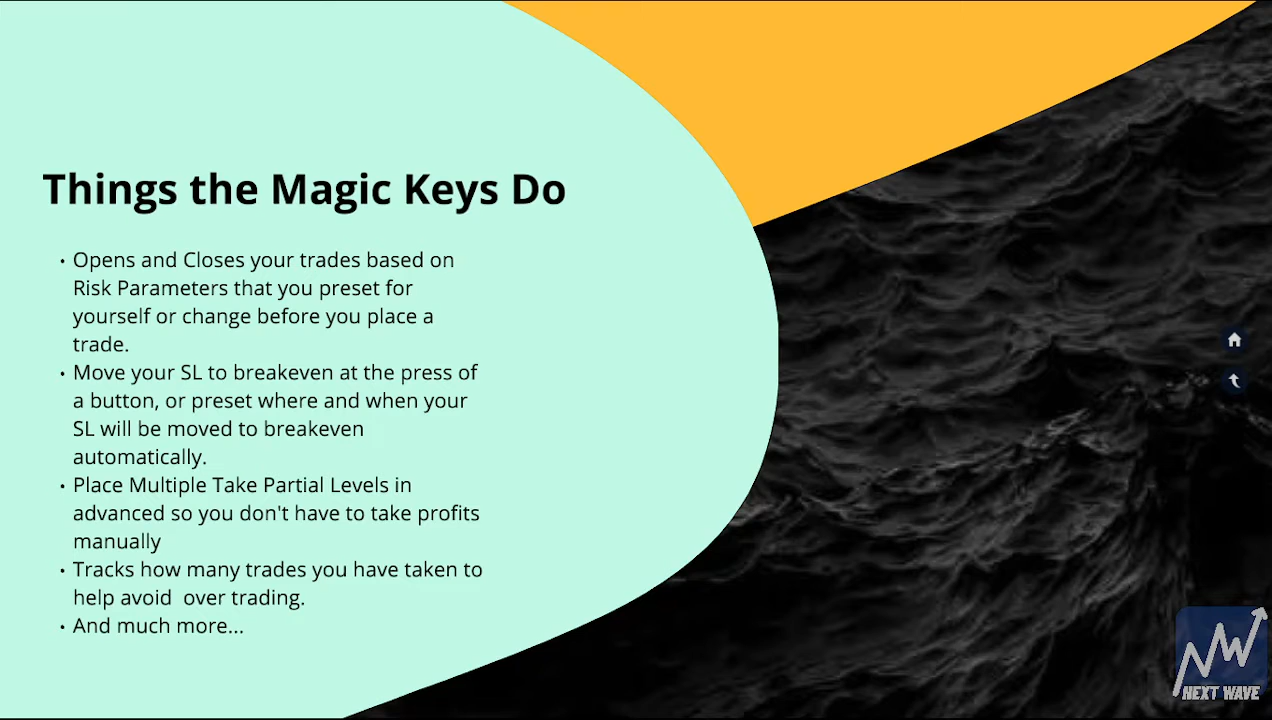 Things the Magic Keys Do
• Opens and Closes your trades based on
Risk Parameters that you preset for
yourself or change before you place a
trade.
• Move your SL to breakeven at the press of
a button, or preset where and when your
SL will be moved to breakeven
automatically.
• Place Multiple Take Partial Levels in
advanced so you don't have to take profits
manually
• Tracks how many trades you have taken to
help avoid  over trading.
• And much more...
NW
NEXT WAVE